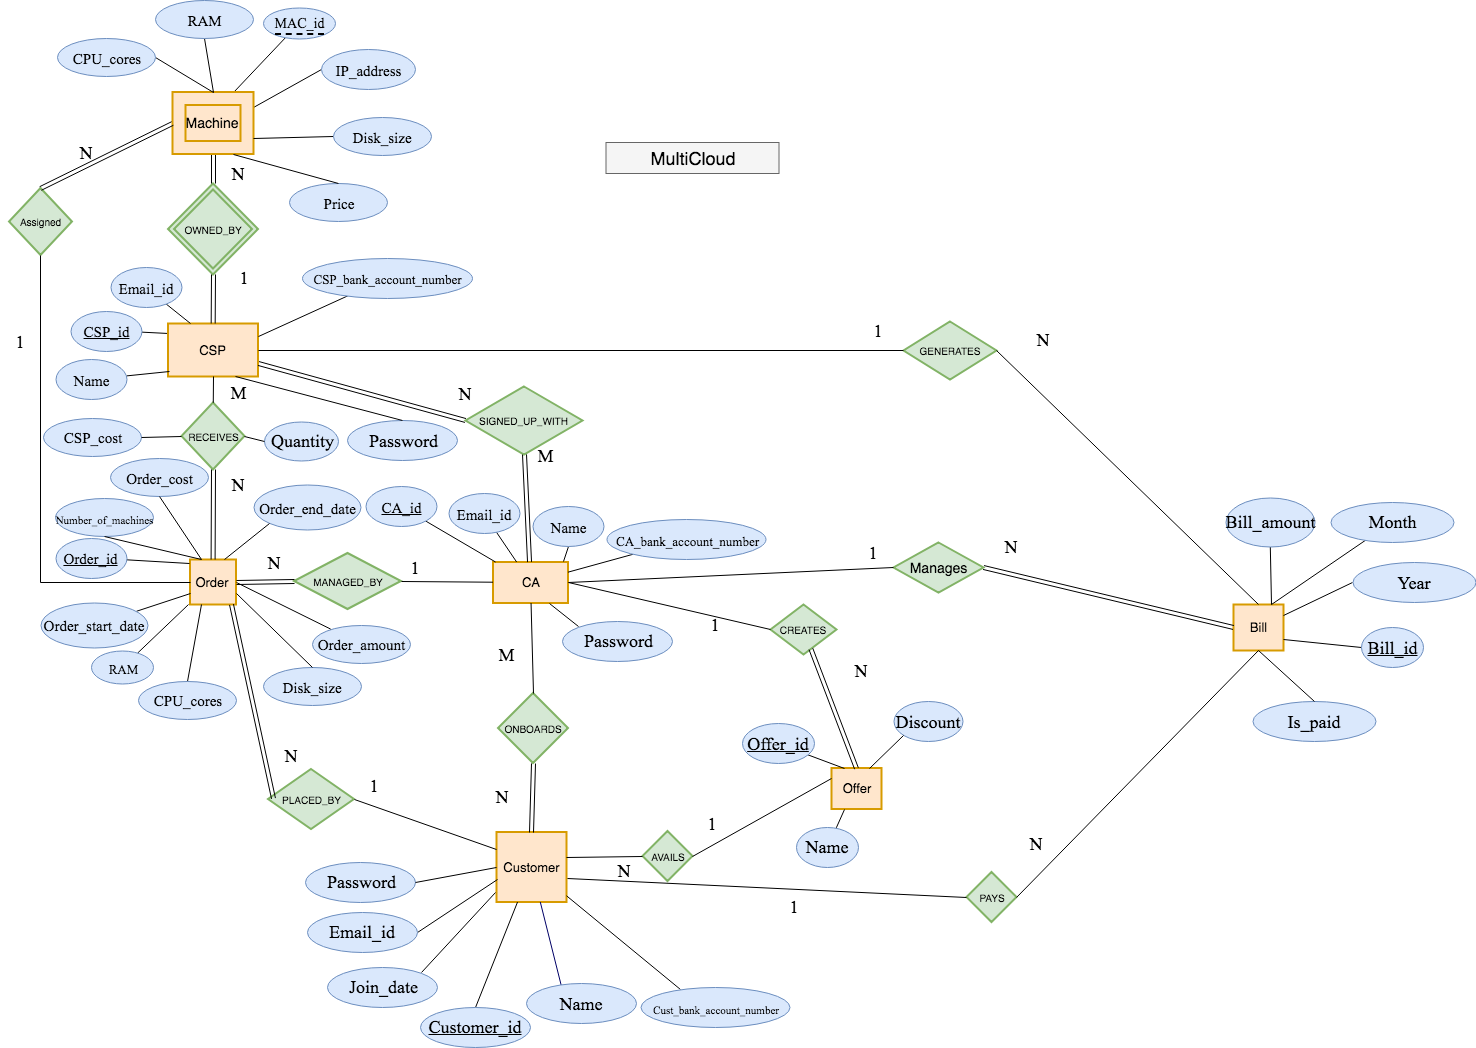 RAM
MAC_id
CPU_cores
IP_address
Machine
Disk_size
N
MultiCloud
N
Price
Assigned
OWNED_BY
1
CSP_bank_account_number
Email_id
CSP_id
1
1
N
CSP
GENERATES
Name
M
N
SIGNED_UP_WITH
CSP_cost
RECEIVES
Quantity
Password
M
Order_cost
N
Order_end_date
CA_id
Email_id
Name
CA_bank_account_number
Number_of_machines
Bill_amount
Month
Order_id
N
1
1
N
Order
MANAGED_BY
CA
Manages
Year
Order_start_date
1
CREATES
Bill
Order_amount
Password
Bill_id
M
RAM
N
CPU_cores
Disk_size
Discount
Is_paid
ONBOARDS
Offer_id
N
1
Offer
PLACED_BY
N
1
N
Name
Customer
AVAILS
N
Password
PAYS
1
Email_id
Join_date
Name
Cust_bank_account_number
Customer_id